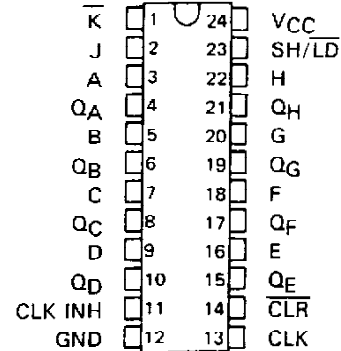 K̅ 1 24 VCC
J 2 23 SH/L̅D̅
A 3 22 H
QA 4 21 QH
B 5 20 G
QB 6 19 QG
C 7 18 F
QC 8 17 QF
D 9 16 E
QD 10 15 QE
CLK INH 11 14 C̅L̅R̅
GND 12 13 CLK